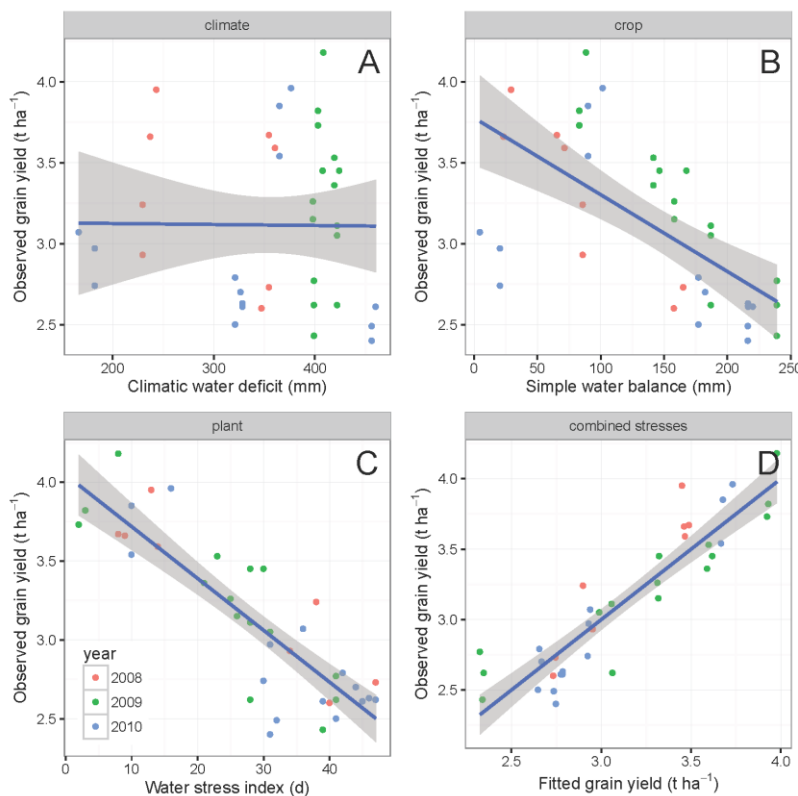 climate
A
Observed grain yield (t ha⁻¹)
4.0
3.5
3.0
2.5
200
300
400
Climatic water deficit (mm)
crop
B
Observed grain yield (t ha⁻¹)
4.0
3.5
3.0
2.5
0
50
100
150
200
250
Simple water balance (mm)
plant
C
Observed grain yield (t ha⁻¹)
4.0
3.5
3.0
2.5
year
2008
2009
2010
0
10
20
30
40
Water stress index (d)
combined stresses
D
Observed grain yield (t ha⁻¹)
4.0
3.5
3.0
2.5
2.5
3.0
3.5
4.0
Fitted grain yield (t ha⁻¹)